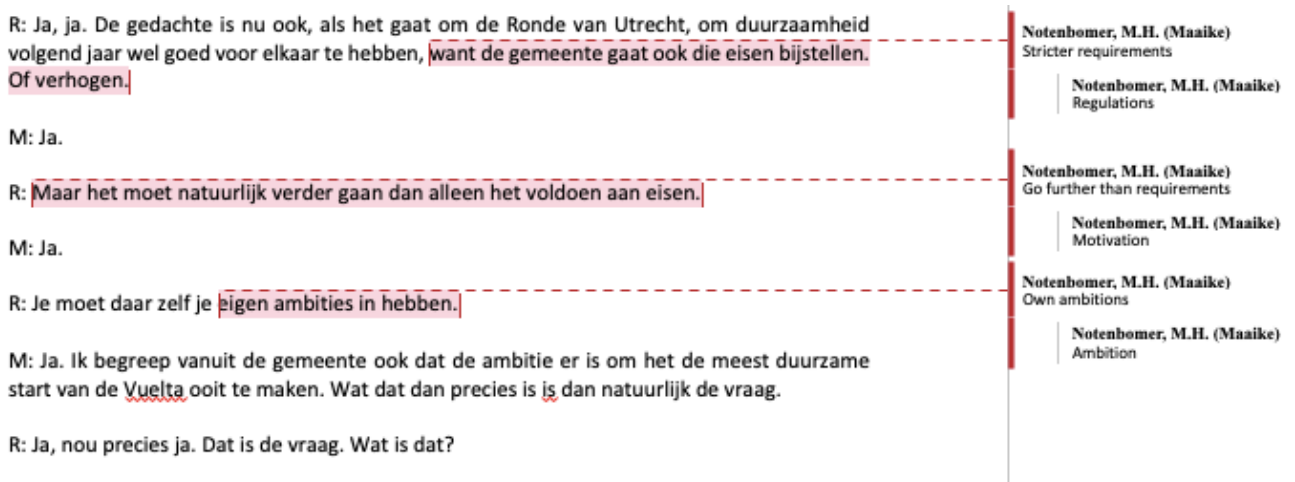 R: Ja, ja. De gedachte is nu ook, als het gaat om de Ronde van Utrecht, om duurzaamheid
volgend jaar wel goed voor elkaar te hebben, want de gemeente gaat ook die eisen bijstellen.
Of verhogen.
M: Ja.
R: Maar het moet natuurlijk verder gaan dan alleen het voldoen aan eisen.
M: Ja.
R: Je moet daar zelf je eigen ambities in hebben.
M: Ja. Ik begreep vanuit de gemeente ook dat de ambitie er is om het de meest duurzame
start van de Vuelta ooit te maken. Wat dat dan precies is is dan natuurlijk de vraag.
R: Ja, nou precies ja. Dat is de vraag. Wat is dat?
Notenbomer, M.H. (Maaike)
Stricter requirements
Notenbomer, M.H. (Maaike)
Regulations
Notenbomer, M.H. (Maaike)
Go further than requirements
Notenbomer, M.H. (Maaike)
Motivation
Notenbomer, M.H. (Maaike)
Own ambitions
Notenbomer, M.H. (Maaike)
Ambition